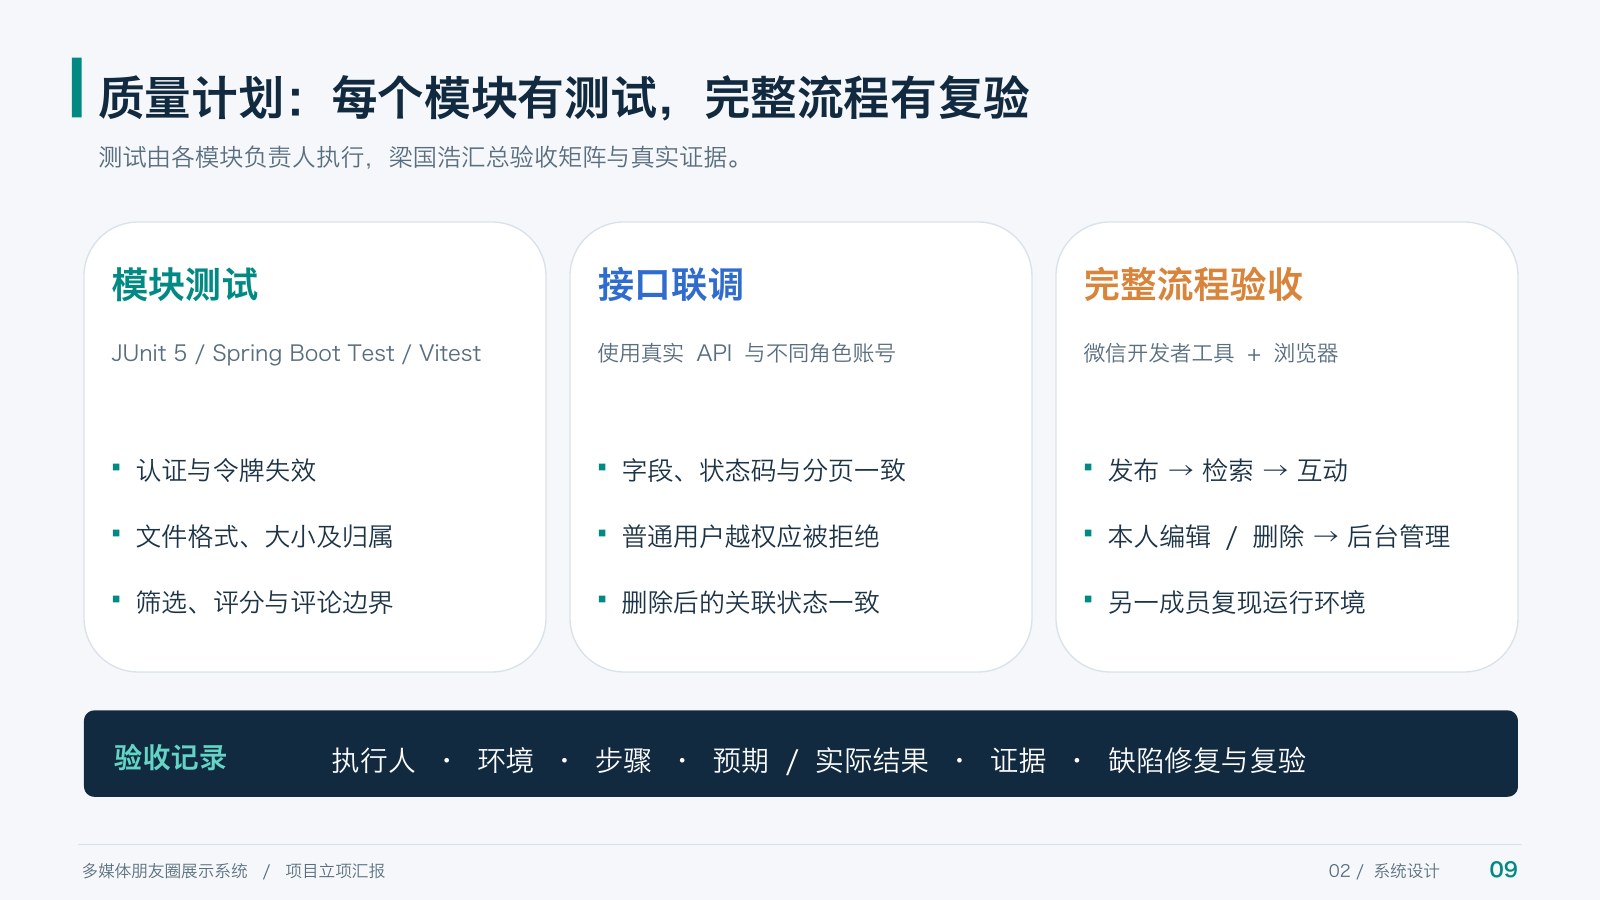 质量计划：每个模块有测试，完整流程有复验
测试由各模块负责人执行，梁国浩汇总验收矩阵与真实证据。
模块测试
JUnit 5 / Spring Boot Test / Vitest
▪ 认证与令牌失效
▪ 文件格式、大小及归属
▪ 筛选、评分与评论边界
接口联调
使用真实 API 与不同角色账号
▪ 字段、状态码与分页一致
▪ 普通用户越权应被拒绝
▪ 删除后的关联状态一致
完整流程验收
微信开发者工具 + 浏览器
▪ 发布 → 检索 → 互动
▪ 本人编辑 / 删除 → 后台管理
▪ 另一成员复现运行环境
验收记录 执行人 · 环境 · 步骤 · 预期 / 实际结果 · 证据 · 缺陷修复与复验
多媒体朋友圈展示系统 / 项目立项汇报 02 / 系统设计 09